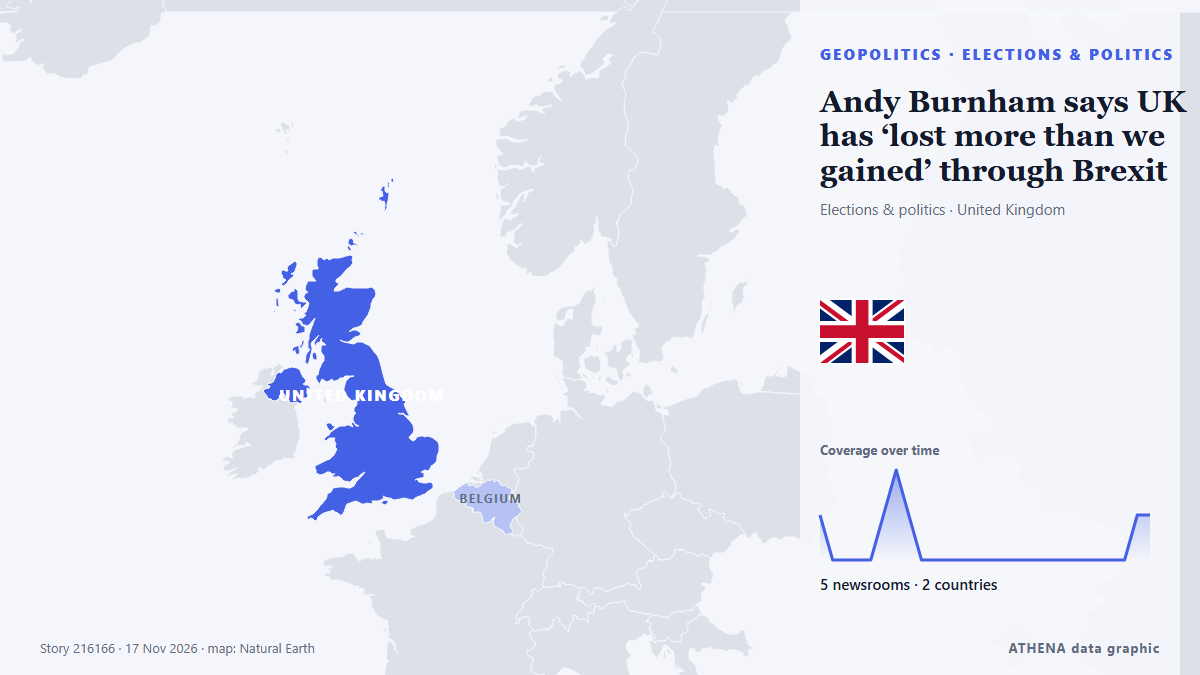 GEOPOLITICS · ELECTIONS & POLITICS
Andy Burnham says UK
has ‘lost more than we
gained’ through Brexit
Elections & politics · United Kingdom
UNITED KINGDOM
BELGIUM
Coverage over time
5 newsrooms · 2 countries
Story 216166 · 17 Nov 2026 · map: Natural Earth
ATHENA data graphic